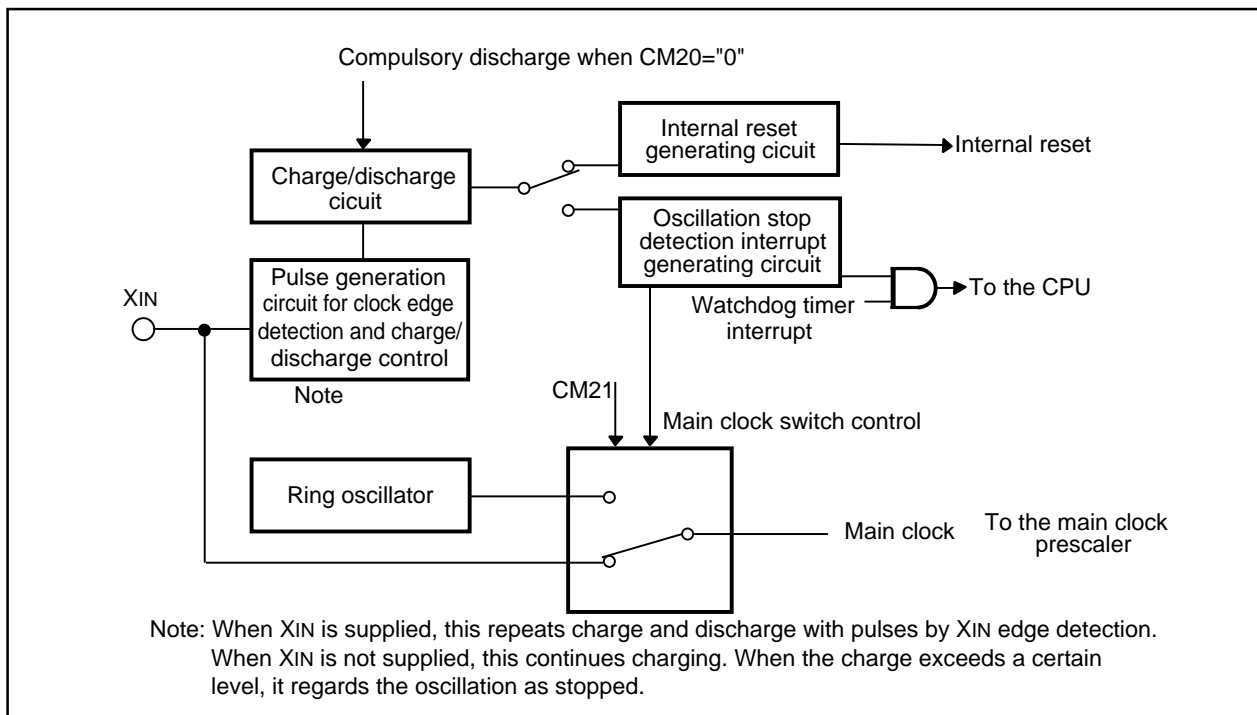 Compulsory discharge when CM20="0"
Internal reset
generating cicuit
Internal reset
Charge/discharge
cicuit
Oscillation stop
detection interrupt
generating circuit
To the CPU
Watchdog timer
interrupt
XIN
Pulse generation
circuit for clock edge
detection and charge/
discharge control
Note
CM21
Main clock switch control
Ring oscillator
Main clock
To the main clock
prescaler
Note: When XIN is supplied, this repeats charge and discharge with pulses by XIN edge detection.
When XIN is not supplied, this continues charging. When the charge exceeds a certain
level, it regards the oscillation as stopped.